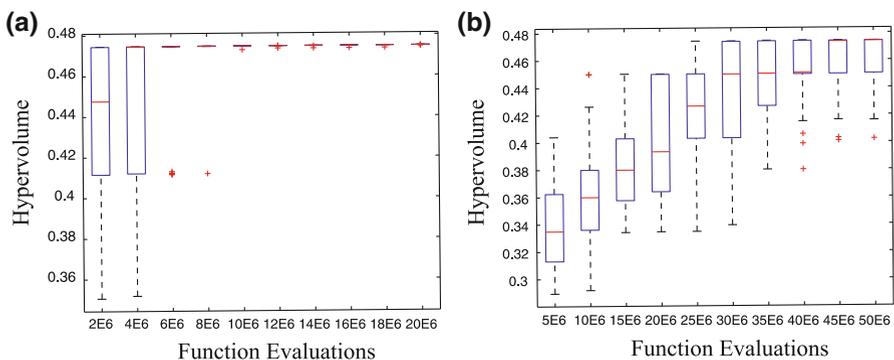 (a)
0.48
0.46
0.44
0.42
0.4
0.38
0.36
Hypervolume
2E6 4E6 6E6 8E6 10E6 12E6 14E6 16E6 18E6 20E6
Function Evaluations
(b)
0.48
0.46
0.44
0.42
0.4
0.38
0.36
0.34
0.32
0.3
Hypervolume
5E6 10E6 15E6 20E6 25E6 30E6 35E6 40E6 45E6 50E6
Function Evaluations